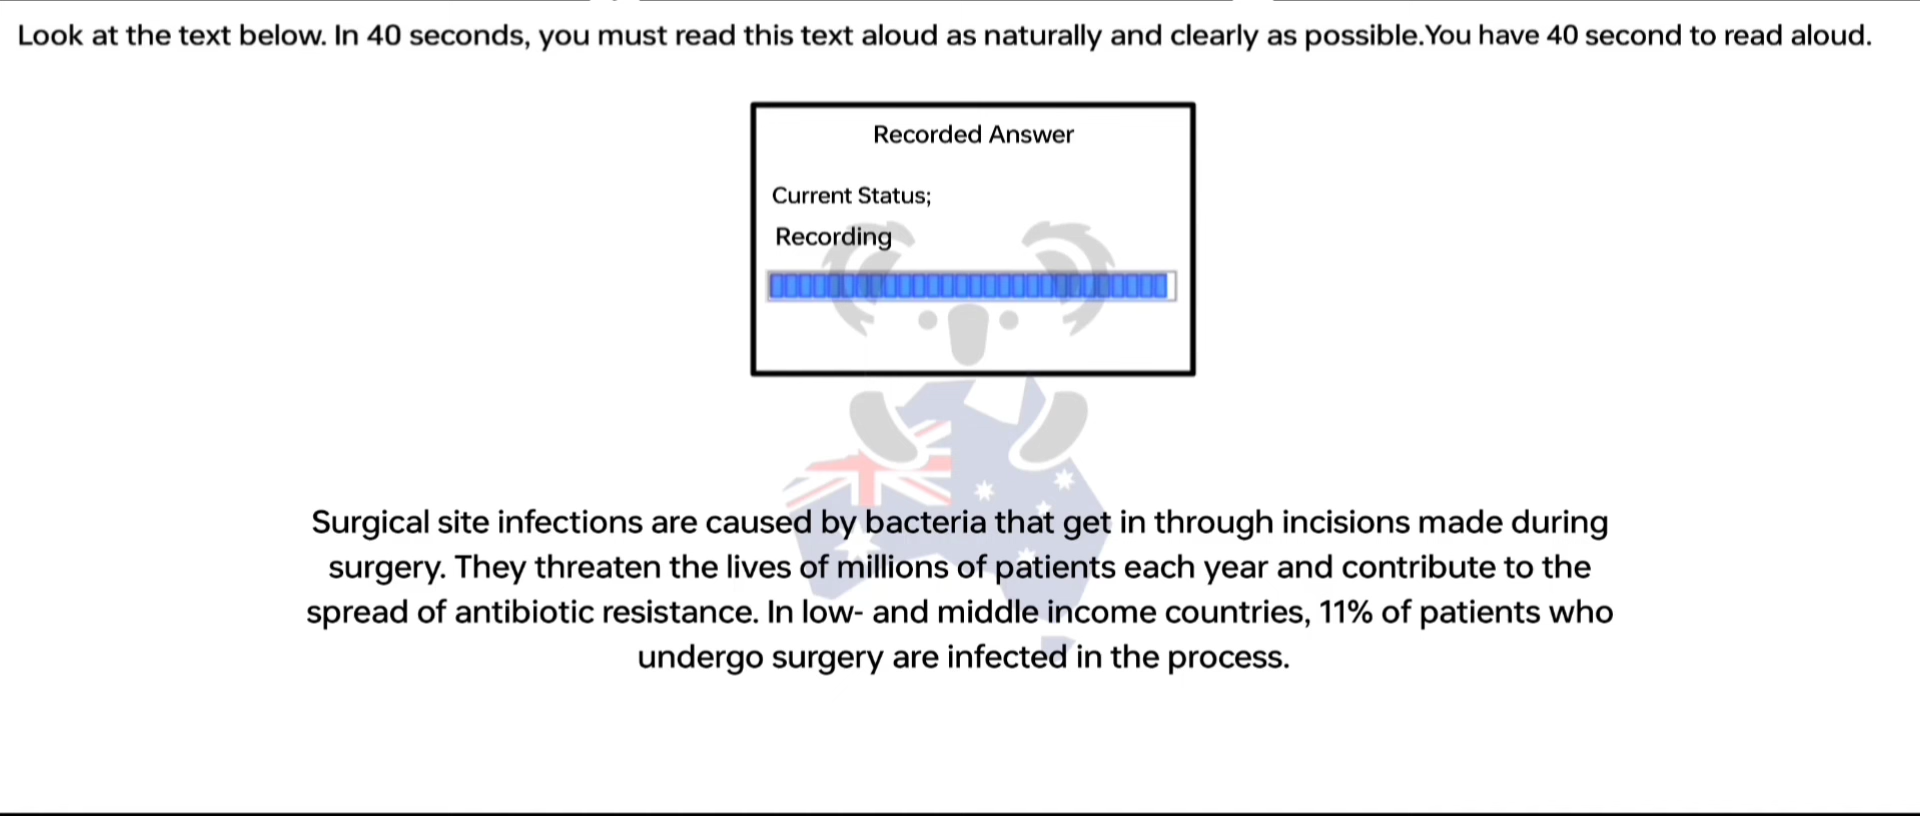 Look at the text below. In 40 seconds, you must read this text aloud as naturally and clearly as possible.You have 40 second to read aloud.
Recorded Answer
Current Status;
Recording
Surgical site infections are caused by bacteria that get in through incisions made during
surgery. They threaten the lives of millions of patients each year and contribute to the
spread of antibiotic resistance. In low- and middle income countries, 11% of patients who
undergo surgery are infected in the process.